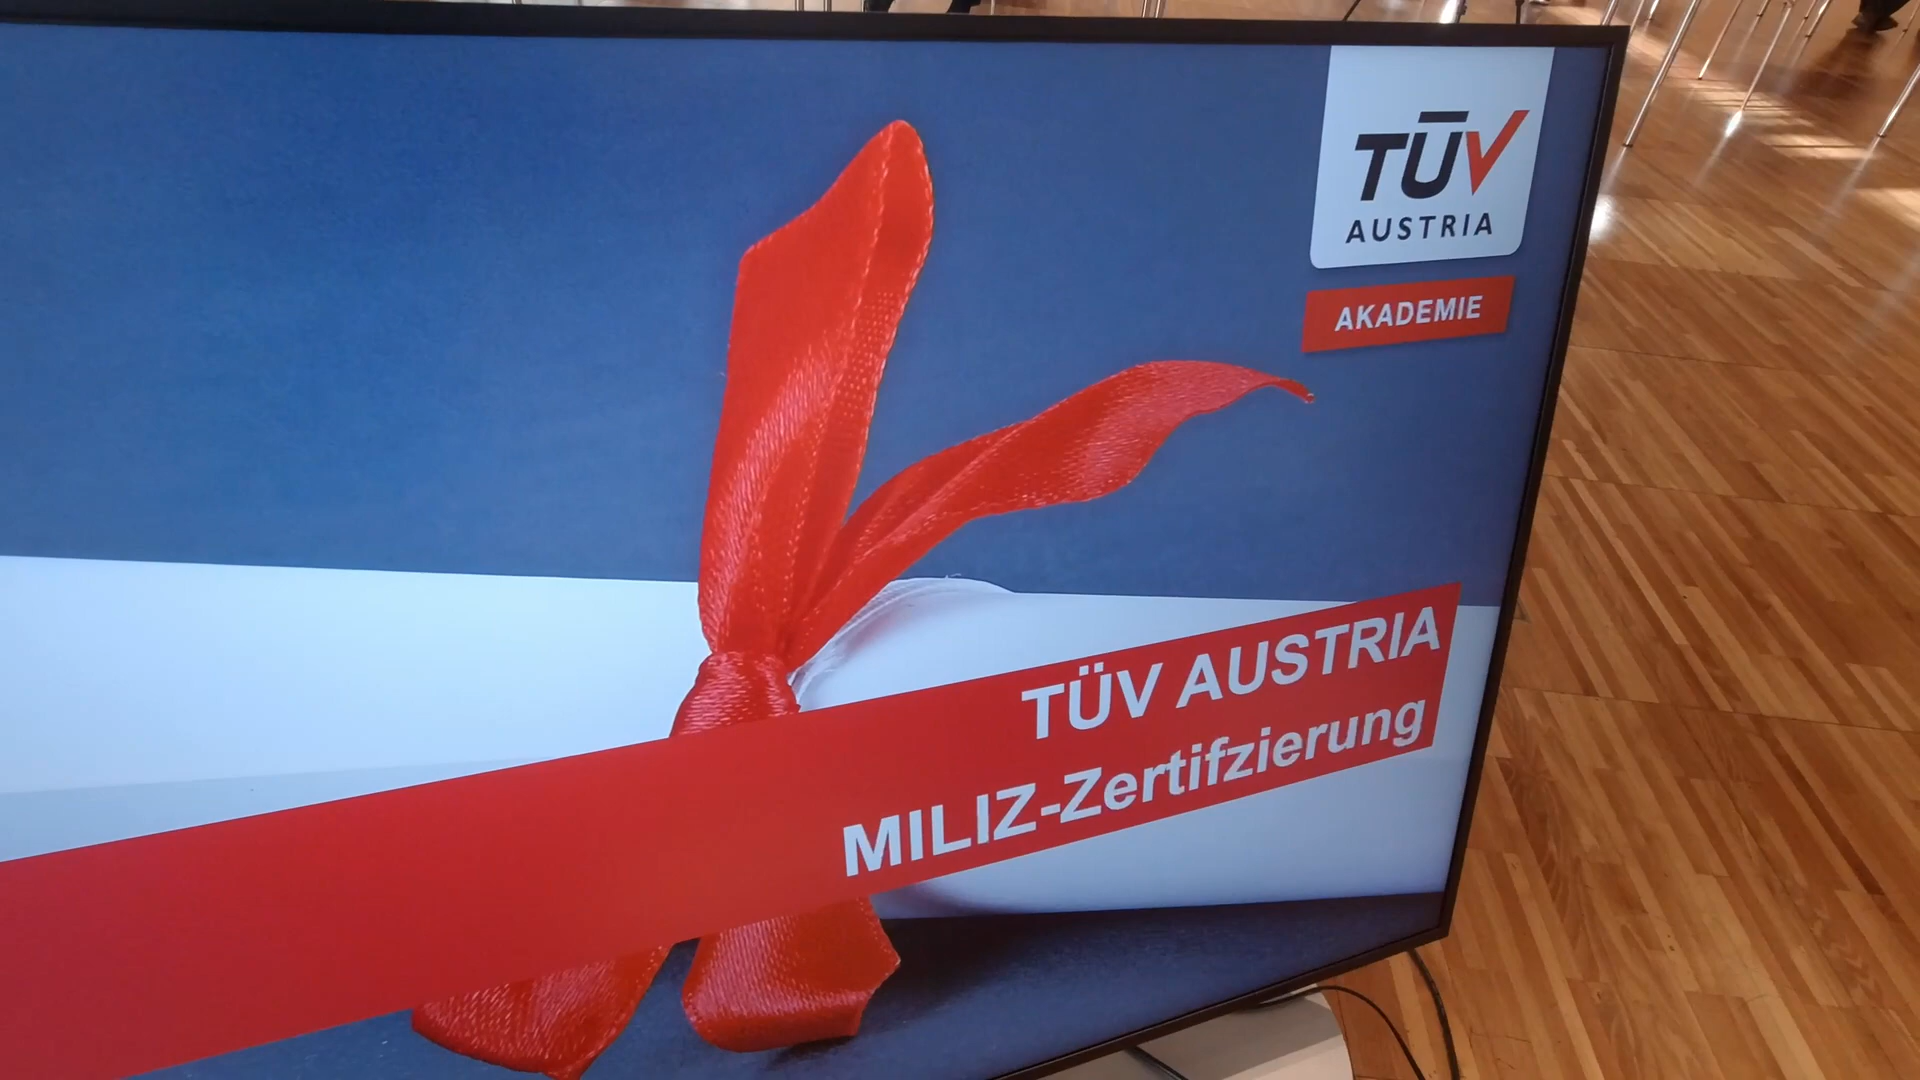 TÜV
AUSTRIA
AKADEMIE
TÜV AUSTRIA
MILIZ-Zertifzierung